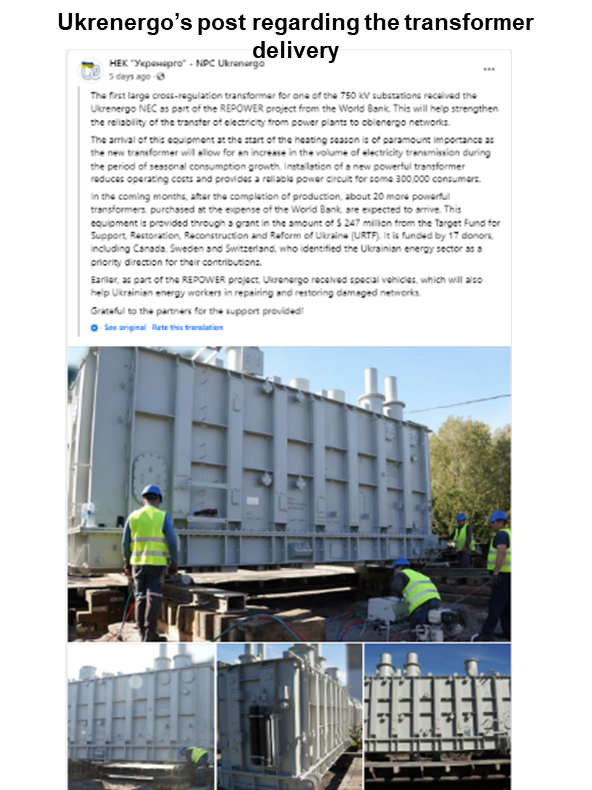 Ukrenergo’s post regarding the transformer
delivery
НЕК "Укренерго" - NPC Ukrenergo
5 days ago ·
The first large cross-regulation transformer for one of the 750 kV substations received the
Ukrenergo NEC as part of the REPOWER project from the World Bank. This will help strengthen
the reliability of the transfer of electricity from power plants to oblenergo networks.
The arrival of this equipment at the start of the heating season is of paramount importance as
the new transformer will allow for an increase in the volume of electricity transmission during
the period of seasonal consumption growth. Installation of a new powerful transformer
reduces operating costs and provides a reliable power circuit for some 300,000 consumers.
In the coming months, after the completion of production, about 20 more powerful
transformers, purchased at the expense of the World Bank, are expected to arrive. This
equipment is provided through a grant in the amount of $ 247 million from the Target Fund for
Support, Restoration, Reconstruction and Reform of Ukraine (URTF). It is funded by 17 donors,
including Canada, Sweden and Switzerland, who identified the Ukrainian energy sector as a
priority direction for their contributions.
Earlier, as part of the REPOWER project, Ukrenergo received special vehicles, which will also
help Ukrainian energy workers in repairing and restoring damaged networks.
Grateful to the partners for the support provided!
· See original · Rate this translation